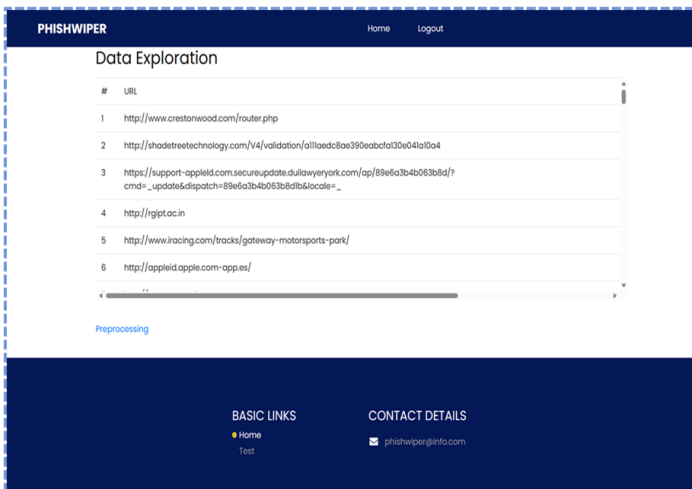 PHISHWIPER
Home
Logout
Data Exploration
# URL
1 http://www.crestonwood.com/router.php
2 http://shadetreetechnology.com/V4/validation/a111aedc8ae390eabcfa130e041a10a4
3 https://support-appleld.com.secureupdate.duilawyeryork.com/ap/89e6a3b4b063b8d/?
cmd=_update&dispatch=89e6a3b4b063b8d1b&locale=_
4 http://rgipt.ac.in
5 http://www.iracing.com/tracks/gateway-motorsports-park/
6 http://appleid.apple.com-app.es/
Preprocessing
BASIC LINKS
Home
Test
CONTACT DETAILS
phishwiper@info.com